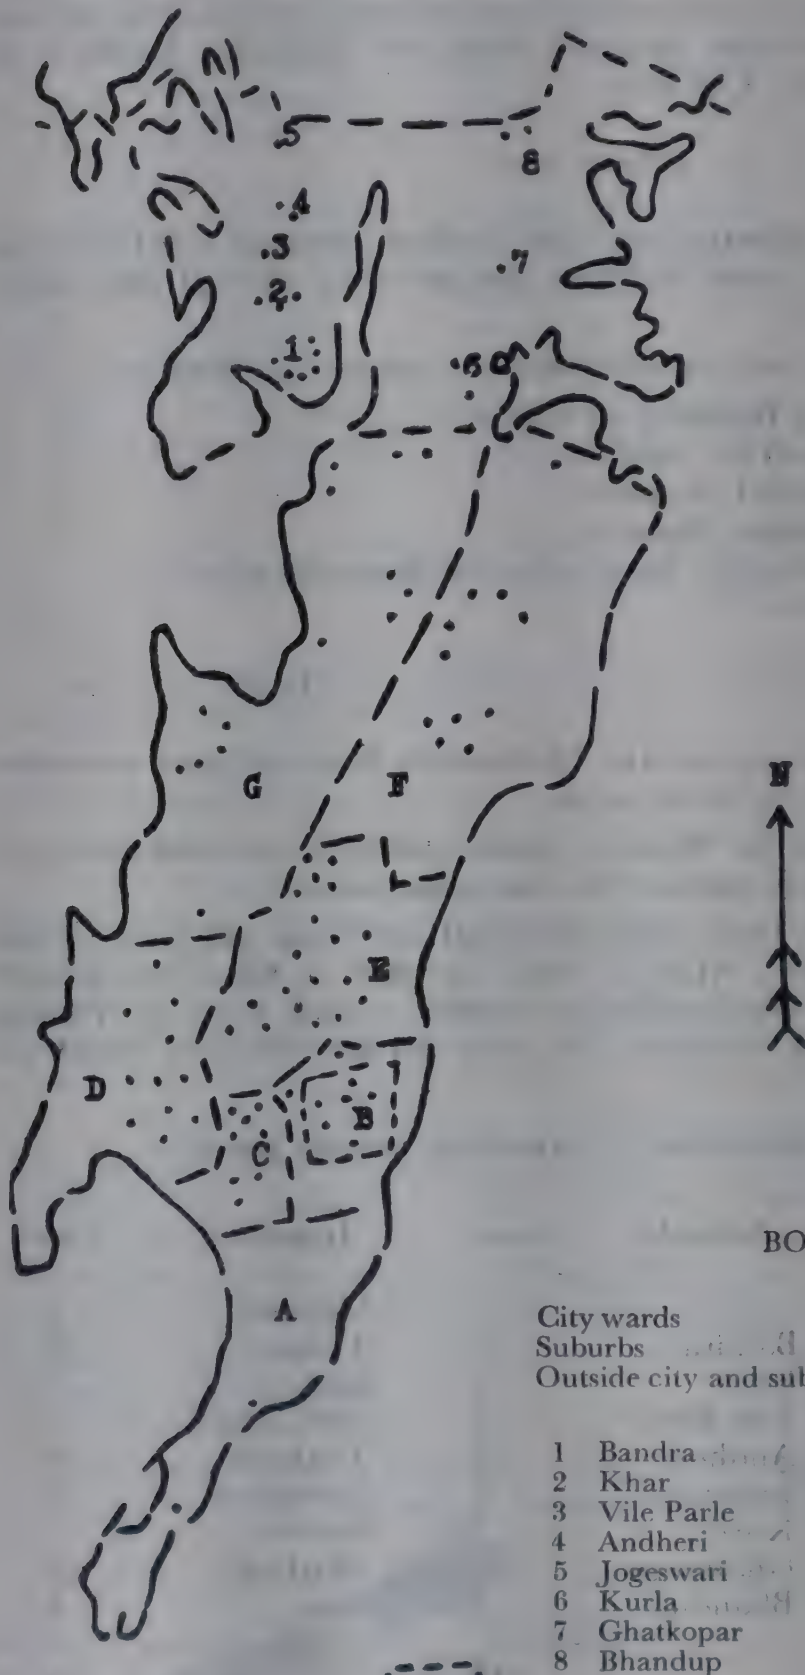 5
8
4
3
7
2
1
6
G
F
N
E
D
B
C
BO
A
City wards
Suburbs
Outside city and sub
1 Bandra
2 Khar
3 Vile Parle
4 Andheri
5 Jogeswari
6 Kurla
7 Ghatkopar
8 Bhandup